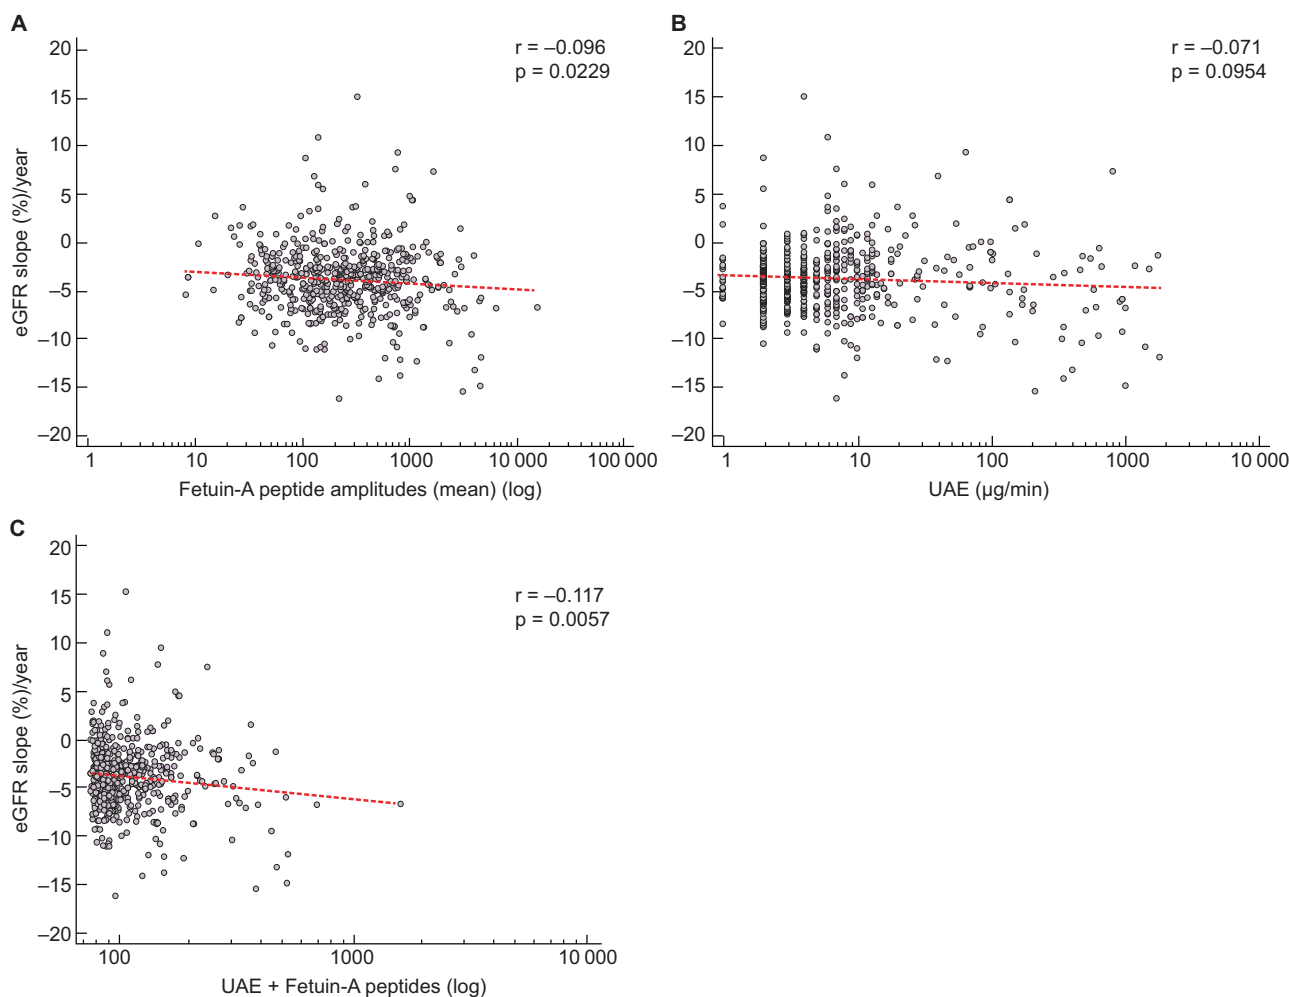 A
r = –0.096
p = 0.0229
20
15
10
5
0
–5
–10
–15
–20
eGFR slope (%)/year
1 10 100 1000 10 000 100 000
Fetuin-A peptide amplitudes (mean) (log)
B
r = –0.071
p = 0.0954
20
15
10
5
0
–5
–10
–15
–20
1 10 100 1000 10 000
UAE (µg/min)
C
r = –0.117
p = 0.0057
20
15
10
5
0
–5
–10
–15
–20
eGFR slope (%)/year
100 1000 10 000
UAE + Fetuin-A peptides (log)